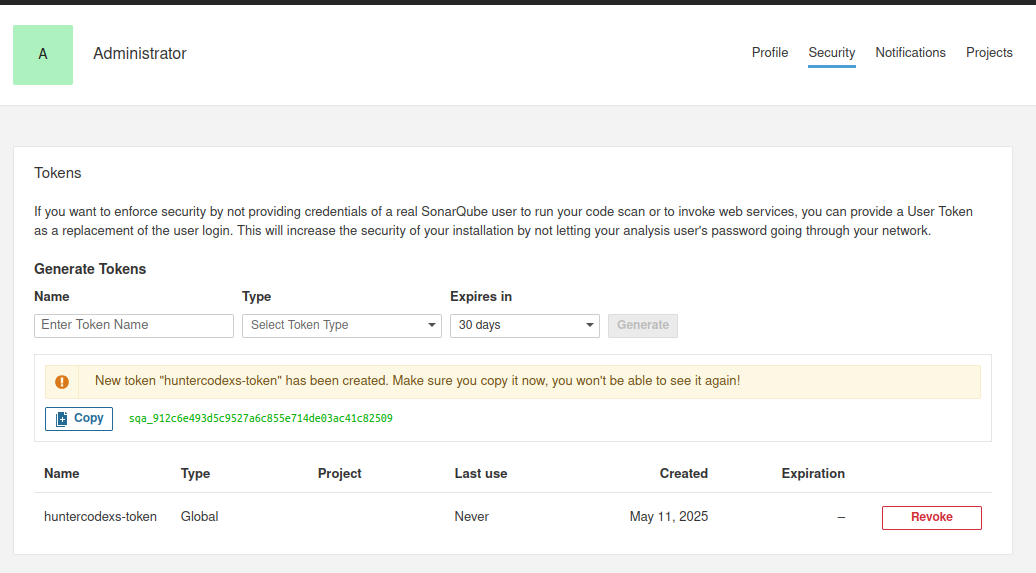 A
Administrator
Profile Security Notifications Projects
Tokens
If you want to enforce security by not providing credentials of a real SonarQube user to run your code scan or to invoke web services, you can provide a User Token
as a replacement of the user login. This will increase the security of your installation by not letting your analysis user's password going through your network.
Generate Tokens
Name Type Expires in
Enter Token Name Select Token Type 30 days Generate
New token "huntercodexs-token" has been created. Make sure you copy it now, you won't be able to see it again!
Copy sqa_912c6e493d5c9527a6c855e714de03ac41c82509
Name Type Project Last use Created Expiration
huntercodexs-token Global Never May 11, 2025 – Revoke